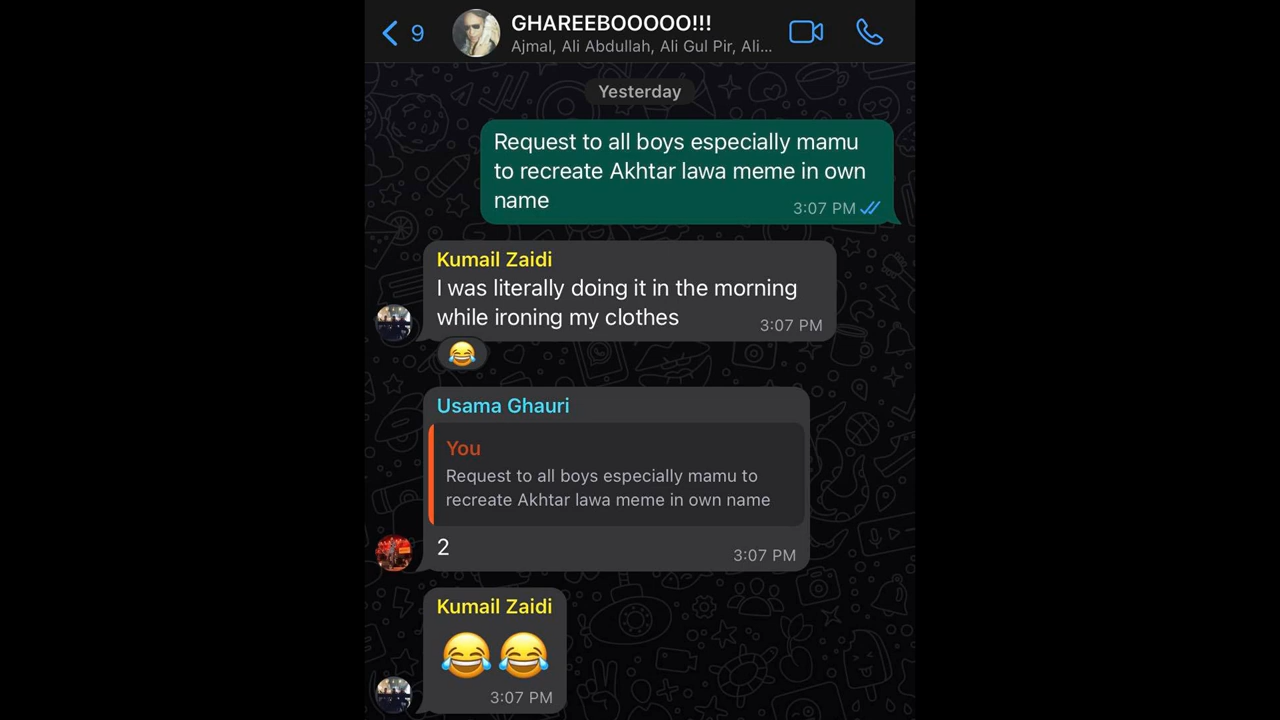 9
GHAREEBOOOOO!!!
Ajmal, Ali Abdullah, Ali Gul Pir, Ali...
Yesterday
Request to all boys especially mamu
to recreate Akhtar lawa meme in own
name
3:07 PM
Kumail Zaidi
I was literally doing it in the morning
while ironing my clothes
3:07 PM
😂
Usama Ghauri
You
Request to all boys especially mamu to
recreate Akhtar lawa meme in own name
2
3:07 PM
Kumail Zaidi
😂😂
3:07 PM